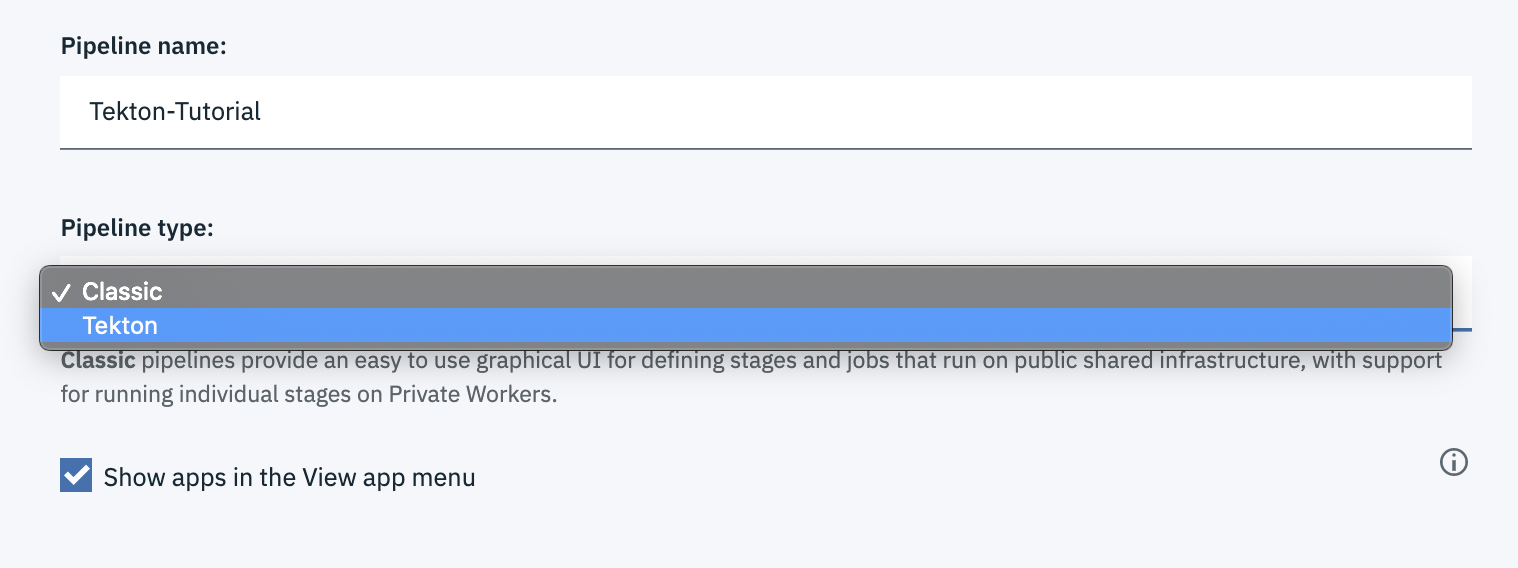 Pipeline name:
Tekton-Tutorial
Pipeline type:
Classic
Tekton
Classic pipelines provide an easy to use graphical UI for defining stages and jobs that run on public shared infrastructure, with support
for running individual stages on Private Workers.
Show apps in the View app menu